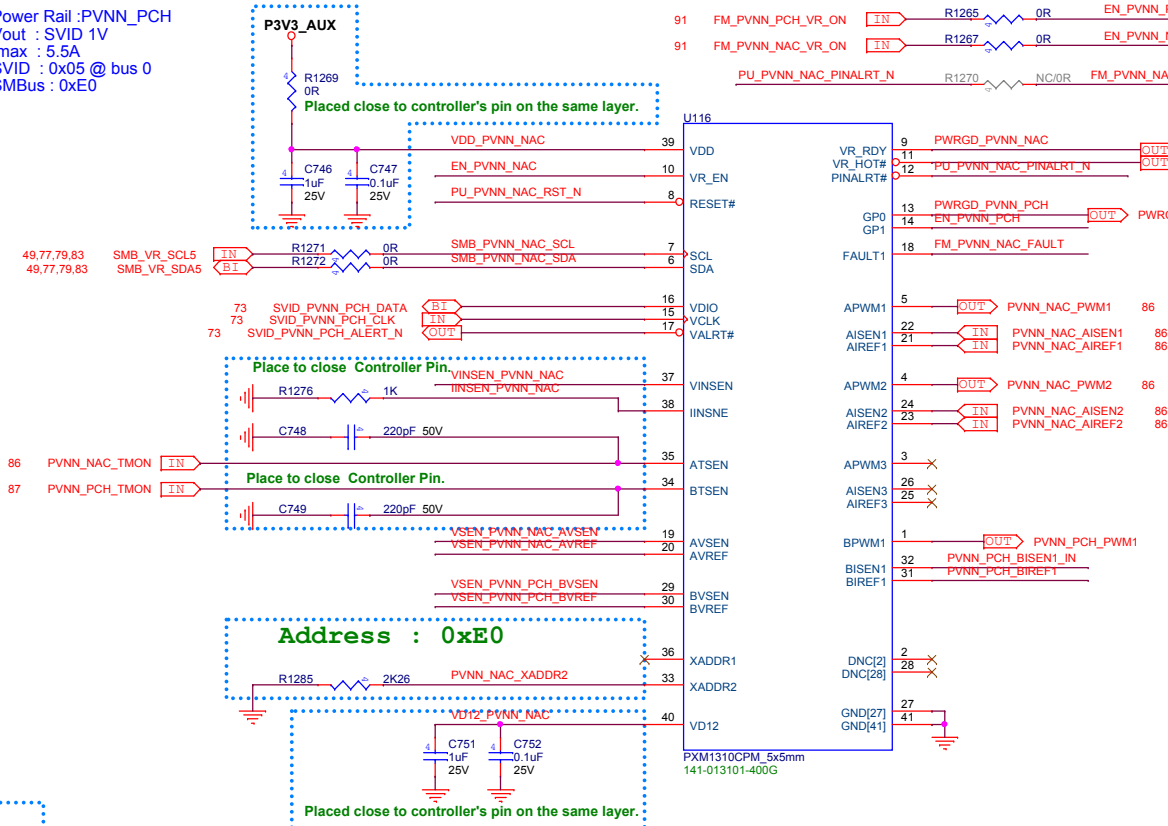 Power Rail :PVNN_PCH
Vout : SVID 1V
Imax : 5.5A
SVID : 0x05 @ bus 0
SMBus : 0xE0
P3V3_AUX
R1269
0R
Placed close to controller's pin on the same layer.
C746
1uF
25V
C747
0.1uF
25V
91 FM_PVNN_PCH_VR_ON IN R1265 0R
91 FM_PVNN_NAC_VR_ON IN R1267 0R
PU_PVNN_NAC_PINALRT_N R1270 NC/0R
U116
VDD_PVNN_NAC 39 VDD
EN_PVNN_NAC 10 VR_EN
PU_PVNN_NAC_RST_N 8 RESET#
49,77,79,83 SMB_VR_SCL5 IN R1271 0R SMB_PVNN_NAC_SCL 7 SCL
49,77,79,83 SMB_VR_SDA5 BI R1272 0R SMB_PVNN_NAC_SDA 6 SDA
73 SVID_PVNN_PCH_DATA BI 16 VDIO
73 SVID_PVNN_PCH_CLK IN 15 VCLK
73 SVID_PVNN_PCH_ALERT_N OUT 17 VALRT#
Place to close Controller Pin.
VINSEN_PVNN_NAC 37 VINSEN
R1276 1K IINSEN_PVNN_NAC 38 IINSNE
C748 220pF 50V
86 PVNN_NAC_TMON IN 35 ATSEN
Place to close Controller Pin.
87 PVNN_PCH_TMON IN 34 BTSEN
C749 220pF 50V
VSEN_PVNN_NAC_AVSEN 19 AVSEN
VSEN_PVNN_NAC_AVREF 20 AVREF
VSEN_PVNN_PCH_BVSEN 29 BVSEN
VSEN_PVNN_PCH_BVREF 30 BVREF
Address : 0xE0
36 XADDR1
R1285 2K26 PVNN_NAC_XADDR2 33 XADDR2
VD12_PVNN_NAC 40 VD12
C751
1uF
25V
C752
0.1uF
25V
Placed close to controller's pin on the same layer.
VR_RDY 9 PWRGD_PVNN_NAC OUT
VR_HOT# 11 OUT
PINALRT# 12 PU_PVNN_NAC_PINALRT_N
GP0 13 PWRGD_PVNN_PCH OUT
GP1 14 EN_PVNN_PCH
FAULT1 18 FM_PVNN_NAC_FAULT
APWM1 5 OUT PVNN_NAC_PWM1 86
AISEN1 22 IN PVNN_NAC_AISEN1 86
AIREF1 21 IN PVNN_NAC_AIREF1 86
APWM2 4 OUT PVNN_NAC_PWM2 86
AISEN2 24 IN PVNN_NAC_AISEN2 86
AIREF2 23 IN PVNN_NAC_AIREF2 86
APWM3 3
AISEN3 26
AIREF3 25
BPWM1 1 OUT PVNN_PCH_PWM1
BISEN1 32 PVNN_PCH_BISEN1_IN
BIREF1 31 PVNN_PCH_BIREF1
DNC[2] 2
DNC[28] 28
GND[27] 27
GND[41] 41
PXM1310CPM_5x5mm
141-013101-400G